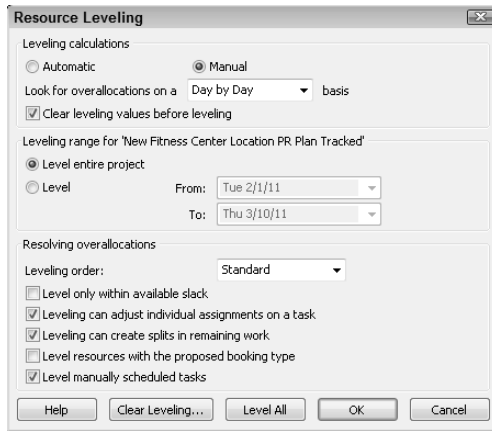 Resource Leveling
Leveling calculations
Automatic Manual
Look for overallocations on a Day by Day basis
Clear leveling values before leveling
Leveling range for 'New Fitness Center Location PR Plan Tracked'
Level entire project
Level From: Tue 2/1/11
To: Thu 3/10/11
Resolving overallocations
Leveling order: Standard
Level only within available slack
Leveling can adjust individual assignments on a task
Leveling can create splits in remaining work
Level resources with the proposed booking type
Level manually scheduled tasks
Help Clear Leveling... Level All OK Cancel